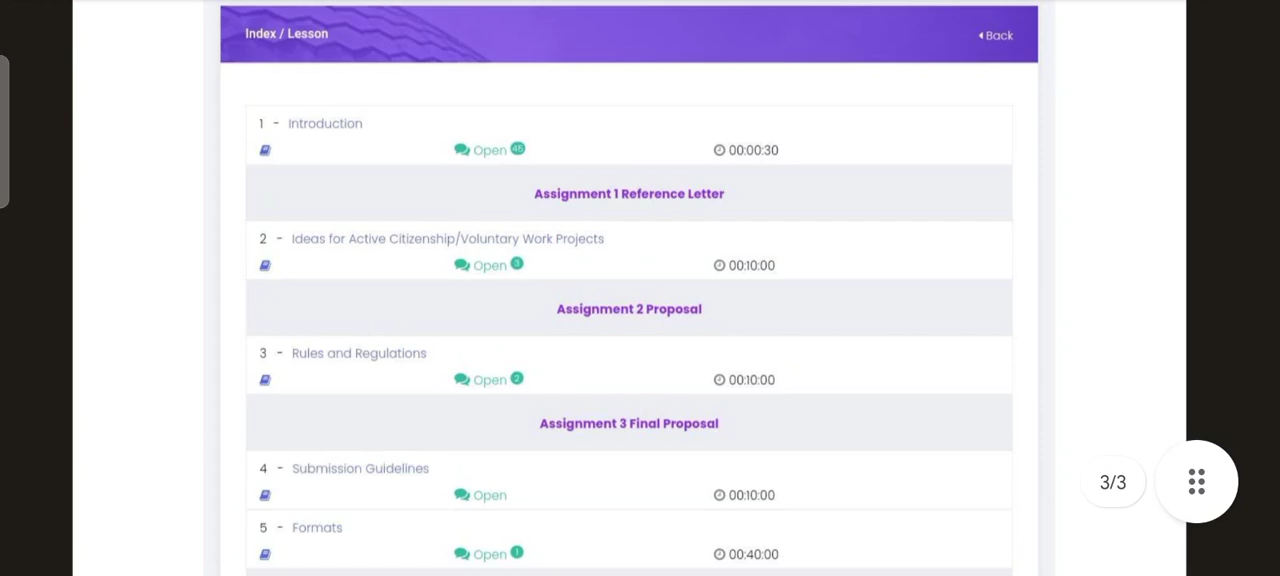 Index / Lesson
Back
1 - Introduction
Open 45
00:00:30
Assignment 1 Reference Letter
2 - Ideas for Active Citizenship/Voluntary Work Projects
Open 3
00:10:00
Assignment 2 Proposal
3 - Rules and Regulations
Open 2
00:10:00
Assignment 3 Final Proposal
4 - Submission Guidelines
Open
00:10:00
3/3
5 - Formats
Open 1
00:40:00